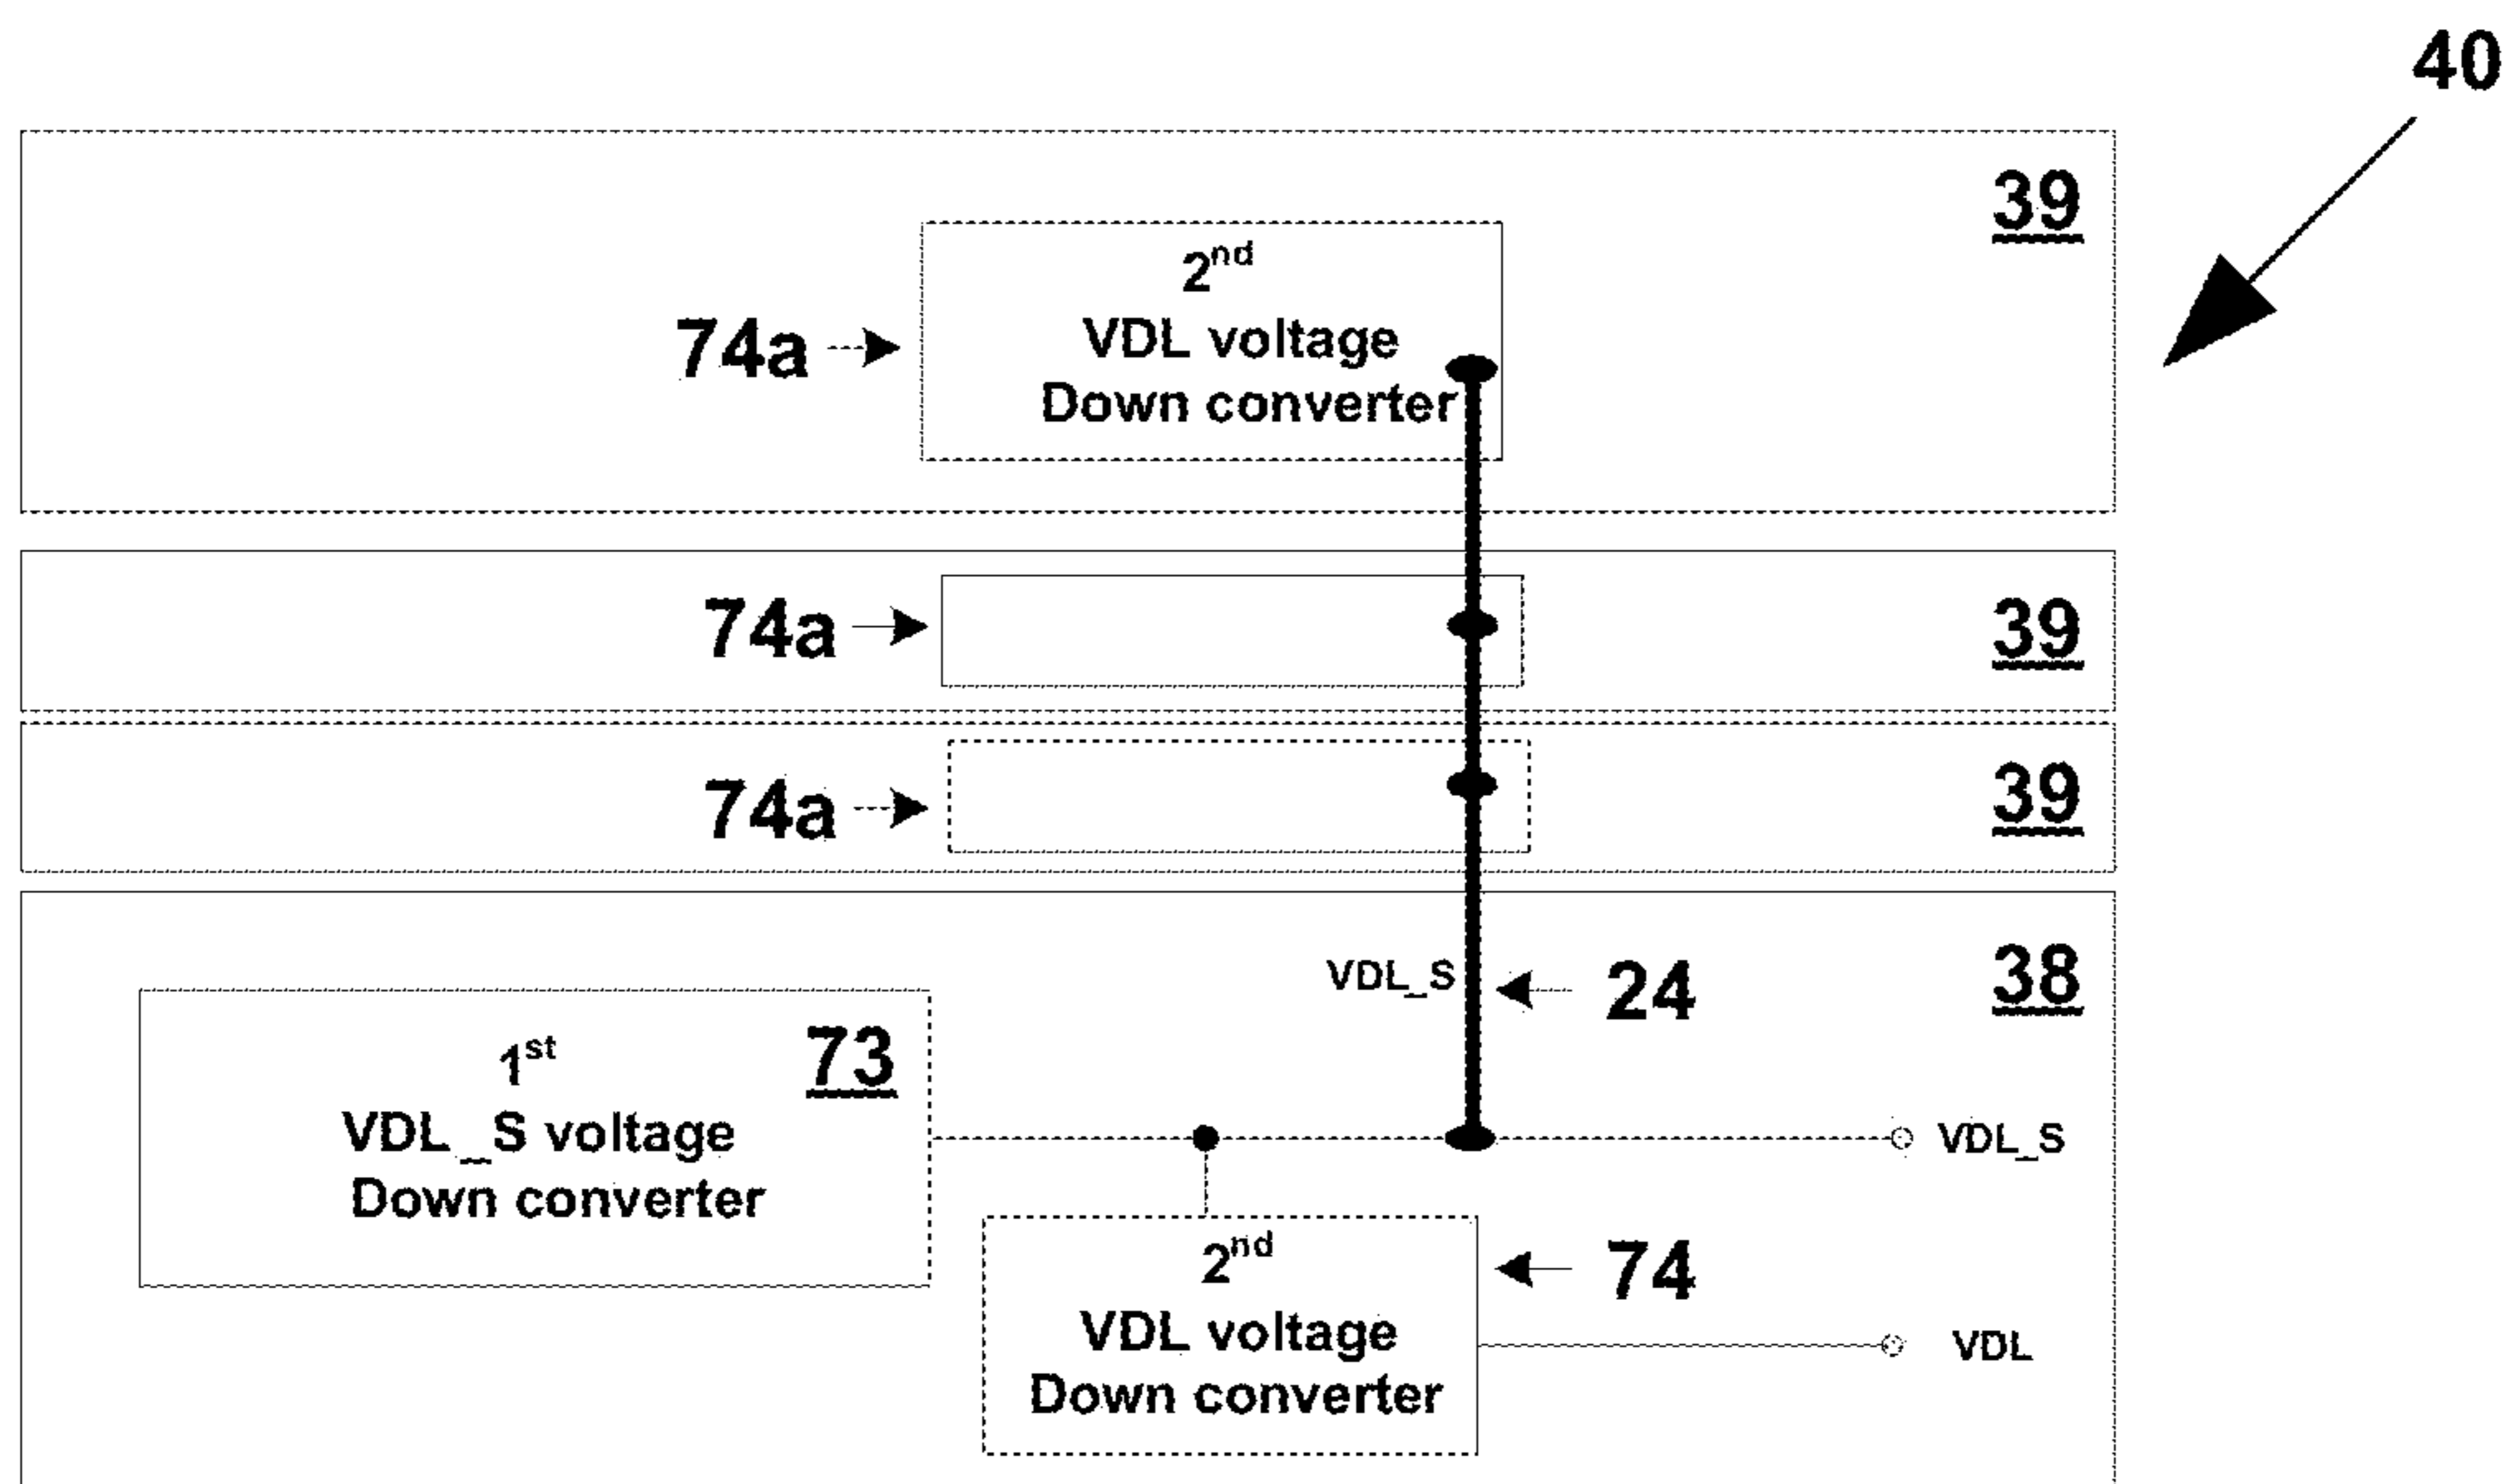 40
39
2nd
VDL voltage
Down converter
74a
74a
39
74a
39
38
VDL_S
24
1st
73
VDL_S voltage
Down converter
VDL_S
2nd
VDL voltage
Down converter
74
VDL